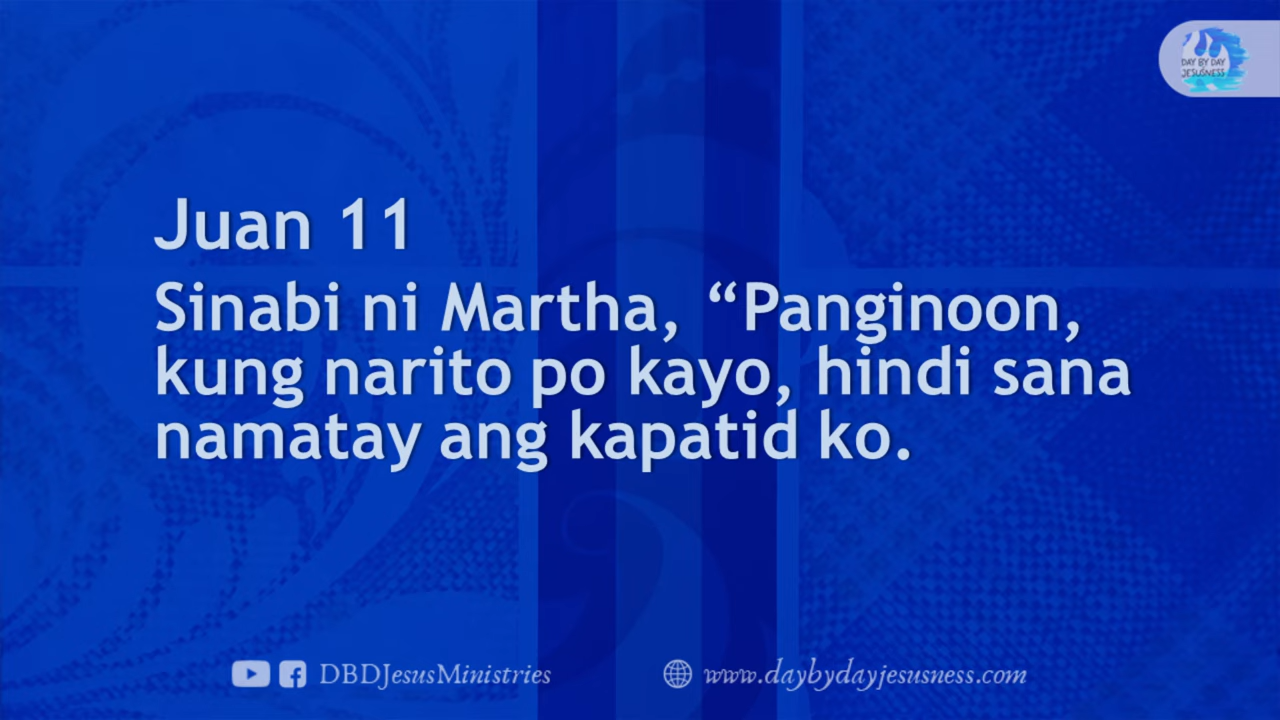 DAY BY DAY
JESUSNESS
Juan 11
Sinabi ni Martha, “Panginoon,
kung narito po kayo, hindi sana
namatay ang kapatid ko.
DBDJesusMinistries
www.daybydayjesusness.com